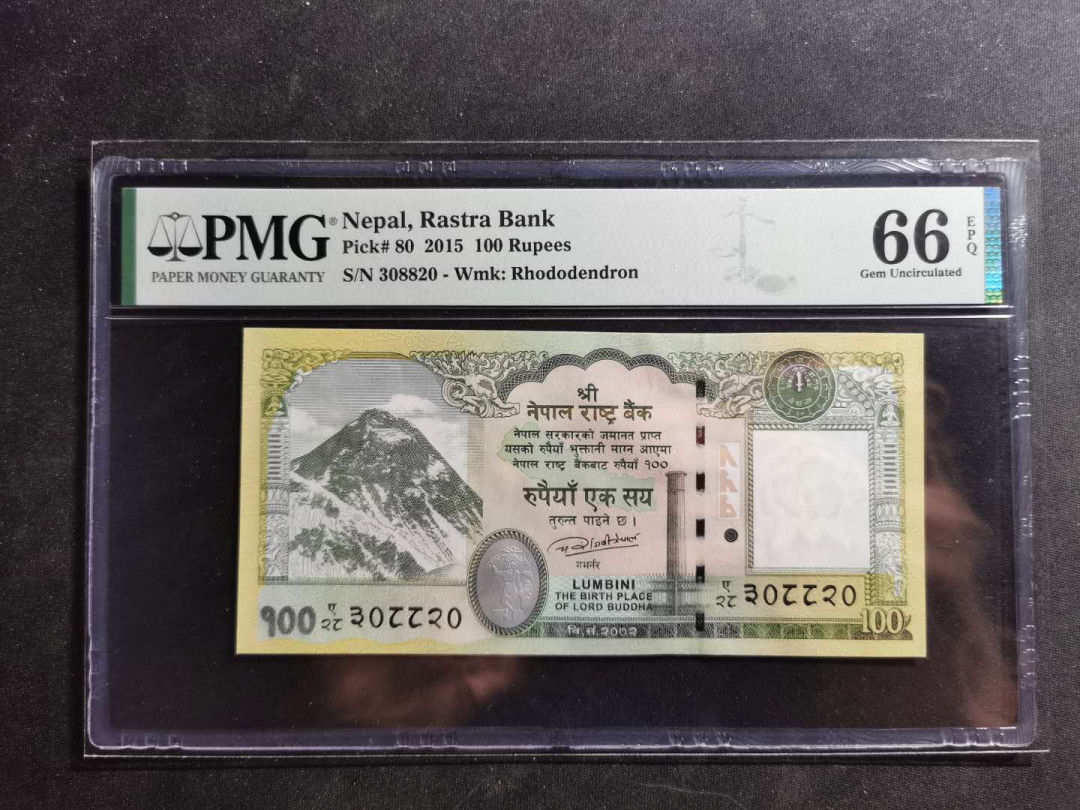 PMG® Nepal, Rastra Bank
Pick# 80 2015 100 Rupees
PAPER MONEY GUARANTY
S/N 308820 - Wmk: Rhododendron
66 EPQ
Gem Uncirculated
श्री
नेपाल राष्ट्र बैंक
नेपाल सरकारको जमानत प्राप्त
यसको रुपैयाँ भुक्तानी माग्न आएमा
नेपाल राष्ट्र बैंकबाट रुपैयाँ १००
रुपैयाँ एक सय
तुरुन्त पाइने छ ।
गभर्नर
LUMBINI
THE BIRTH PLACE
OF LORD BUDDHA
वि.सं.२०७२
१०० ए/२८ ३०८८२०
ए/२८ ३०८८२०
100